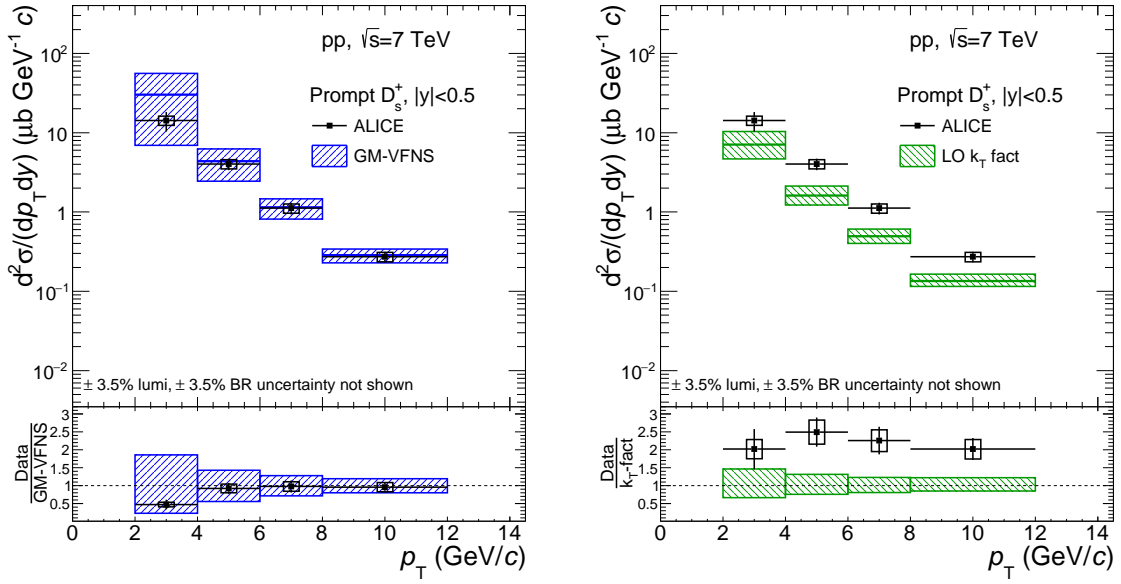 pp, √s=7 TeV
Prompt D_s^+, |y|<0.5
ALICE
GM-VFNS
d²σ/(dp_T dy) (μb GeV⁻¹ c)
10²
10
1
10⁻¹
10⁻²
± 3.5% lumi, ± 3.5% BR uncertainty not shown
Data
GM-VFNS
3
2.5
2
1.5
1
0.5
0 2 4 6 8 10 12 14
p_T (GeV/c)
pp, √s=7 TeV
Prompt D_s^+, |y|<0.5
ALICE
LO k_T fact
d²σ/(dp_T dy) (μb GeV⁻¹ c)
10²
10
1
10⁻¹
10⁻²
± 3.5% lumi, ± 3.5% BR uncertainty not shown
Data
k_T-fact
3
2.5
2
1.5
1
0.5
0 2 4 6 8 10 12 14
p_T (GeV/c)